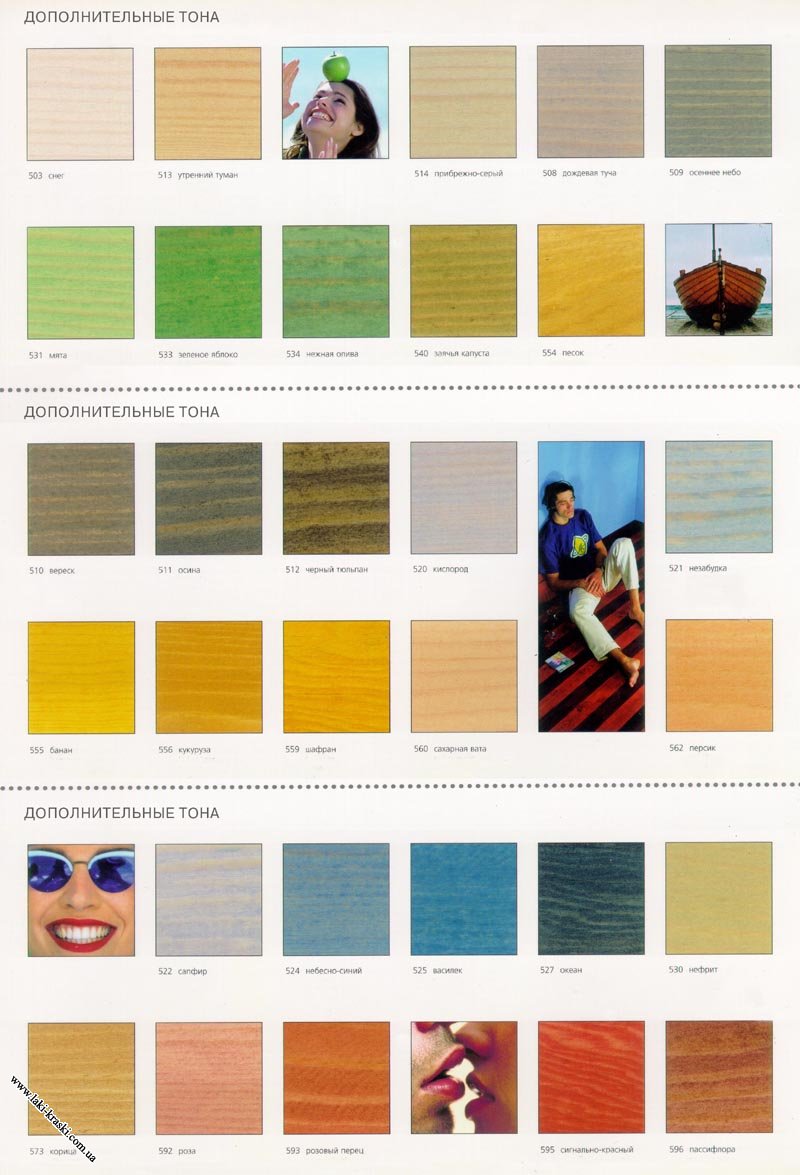 ДОПОЛНИТЕЛЬНЫЕ ТОНА
503 снег
513 утренний туман
514 прибрежно-серый
508 дождевая туча
509 осеннее небо
531 мята
533 зеленое яблоко
534 нежная олива
540 заячья капуста
554 песок
ДОПОЛНИТЕЛЬНЫЕ ТОНА
510 вереск
511 осина
512 черный тюльпан
520 кислород
521 незабудка
555 банан
556 кукуруза
559 шафран
560 сахарная вата
562 персик
ДОПОЛНИТЕЛЬНЫЕ ТОНА
522 сапфир
524 небесно-синий
525 василек
527 океан
530 нефрит
573 корица
592 роза
593 розовый перец
595 сигнально-красный
596 пассифлора
www.laki-kraski.com.ua